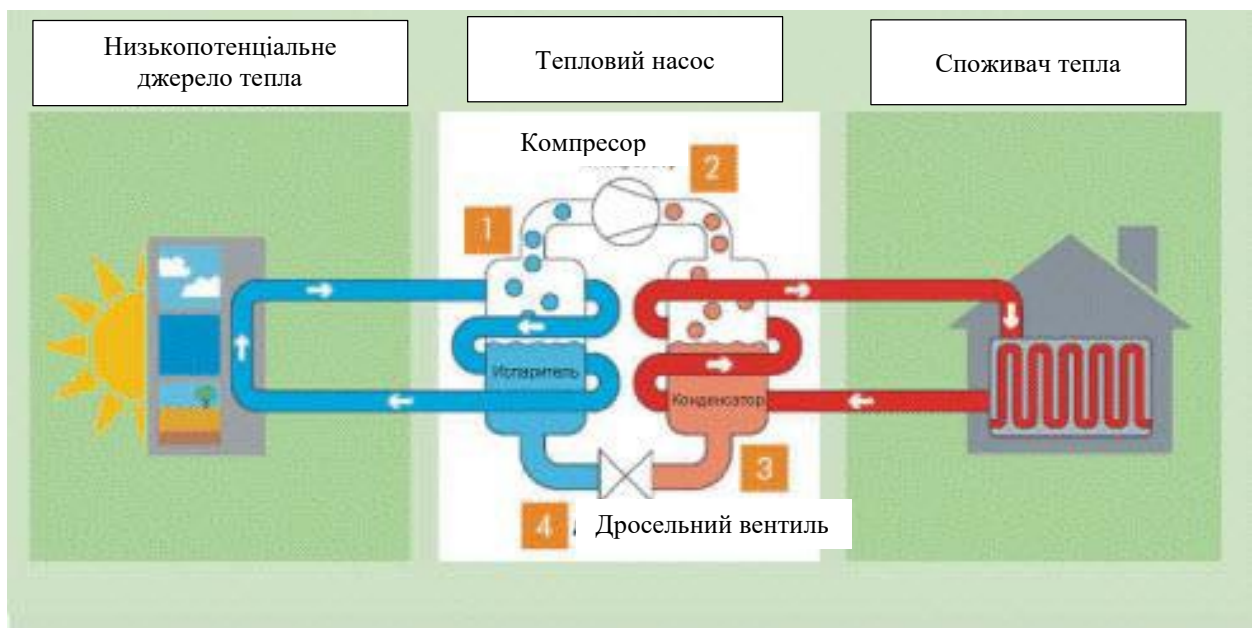 Низькопотенціальне
джерело тепла
Тепловий насос
Споживач тепла
Компресор
2
1
Испаритель
Конденсатор
3
4
Дросельний вентиль